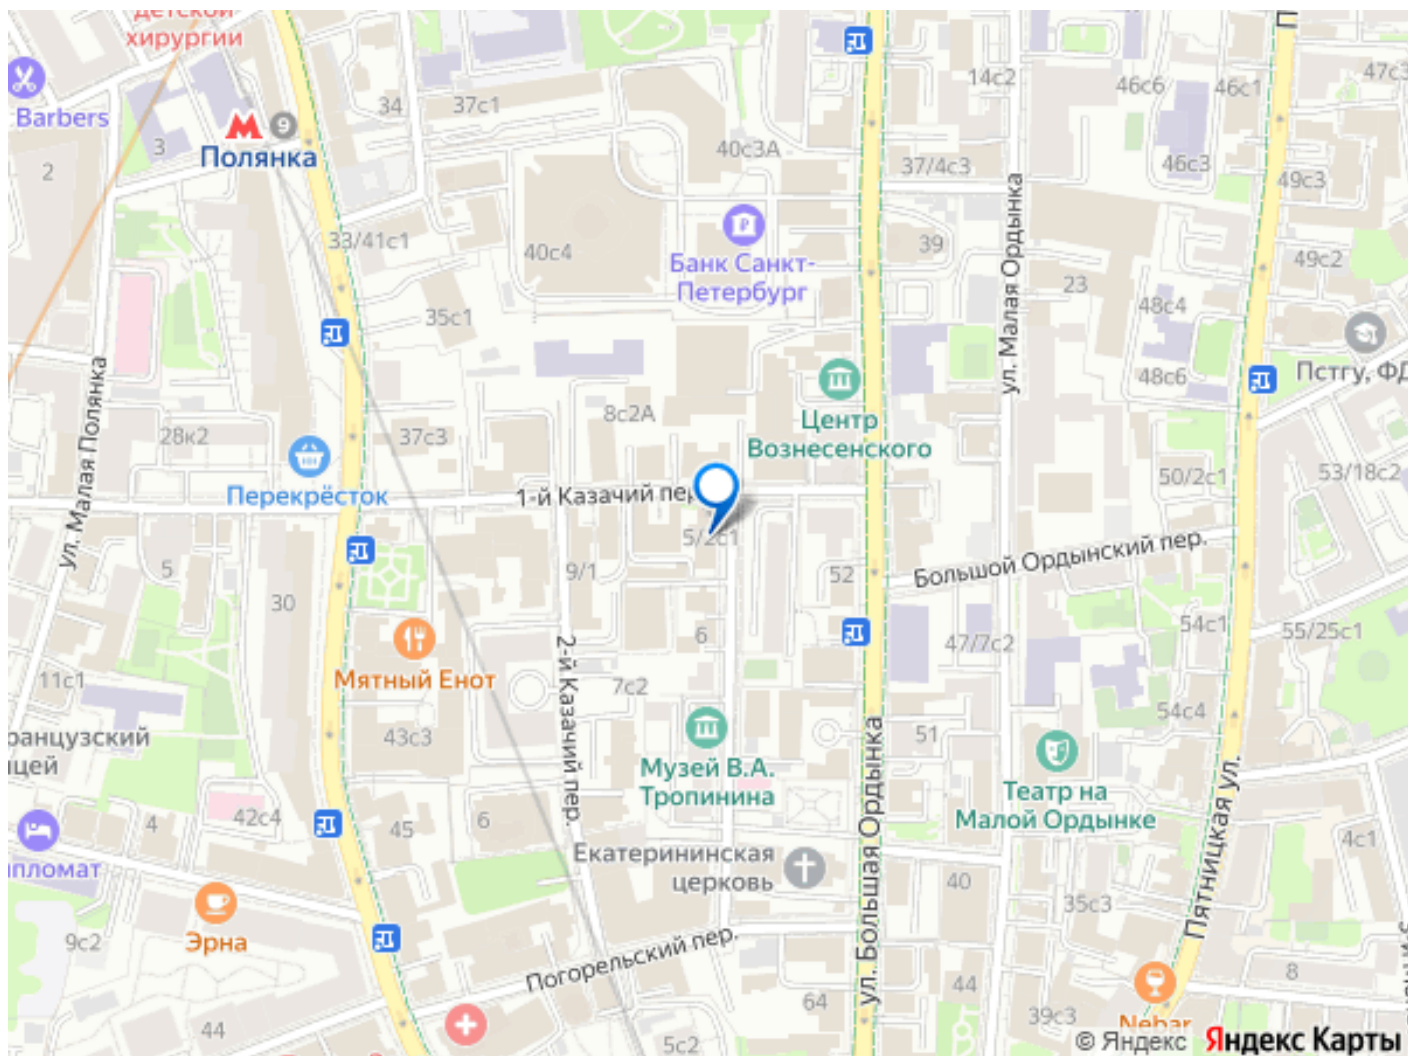 детской
хирургии
Barbers
34
37с1
14с2
46с6
46с1
47с3
3
9
Полянка
2
40с3А
37/4с3
46с3
49с3
33/41с1
40с4
Банк Санкт-
Петербург
39
ул. Малая Ордынка
23
49с2
48с4
35с1
48с6
Пстгу, ФД
ул. Малая Полянка
8с2А
Центр
Вознесенского
28к2
37с3
Перекрёсток
1-й Казачий пер
50/2с1
53/18с2
5/2с1
Большой Ордынский пер.
5
9/1
52
30
6
47/7с2
54с1
55/25с1
2-й Казачий пер.
11с1
Мятный Енот
7с2
54с4
ранцузский
ицей
43с3
51
ул. Большая Ордынка
Музей В.А.
Тропинина
Театр на
Малой Ордынке
Пятницкая ул.
42с4
4
45
6
4с1
ипломат
Екатерининская
церковь
40
35с3
9с2
Эрна
Погорельский пер.
8
44
64
44
39с3
5с2
Nebar
© Яндекс Яндекс Карты